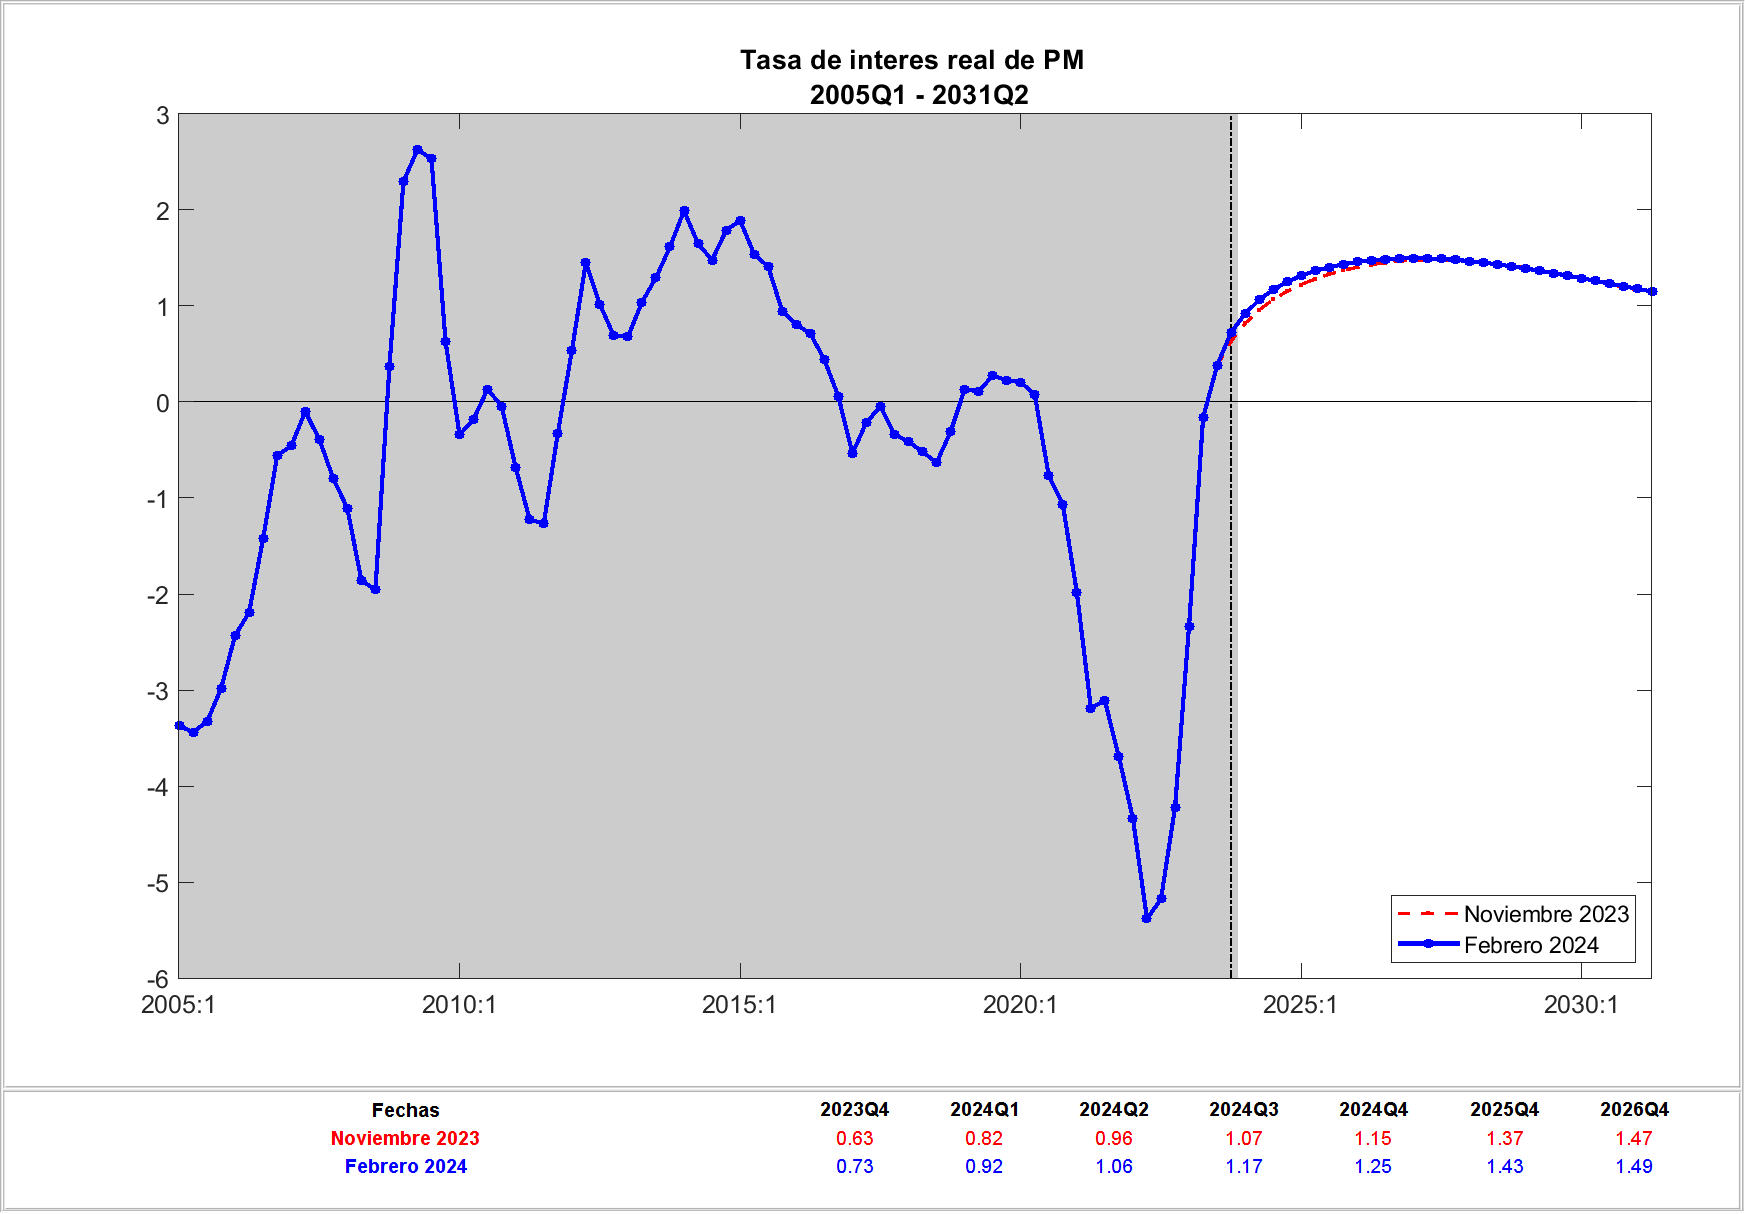 Tasa de interes real de PM
2005Q1 - 2031Q2
3
2
1
0
-1
-2
-3
-4
-5
-6
2005:1 2010:1 2015:1 2020:1 2025:1 2030:1
Noviembre 2023
Febrero 2024
Fechas 2023Q4 2024Q1 2024Q2 2024Q3 2024Q4 2025Q4 2026Q4
Noviembre 2023 0.63 0.82 0.96 1.07 1.15 1.37 1.47
Febrero 2024 0.73 0.92 1.06 1.17 1.25 1.43 1.49